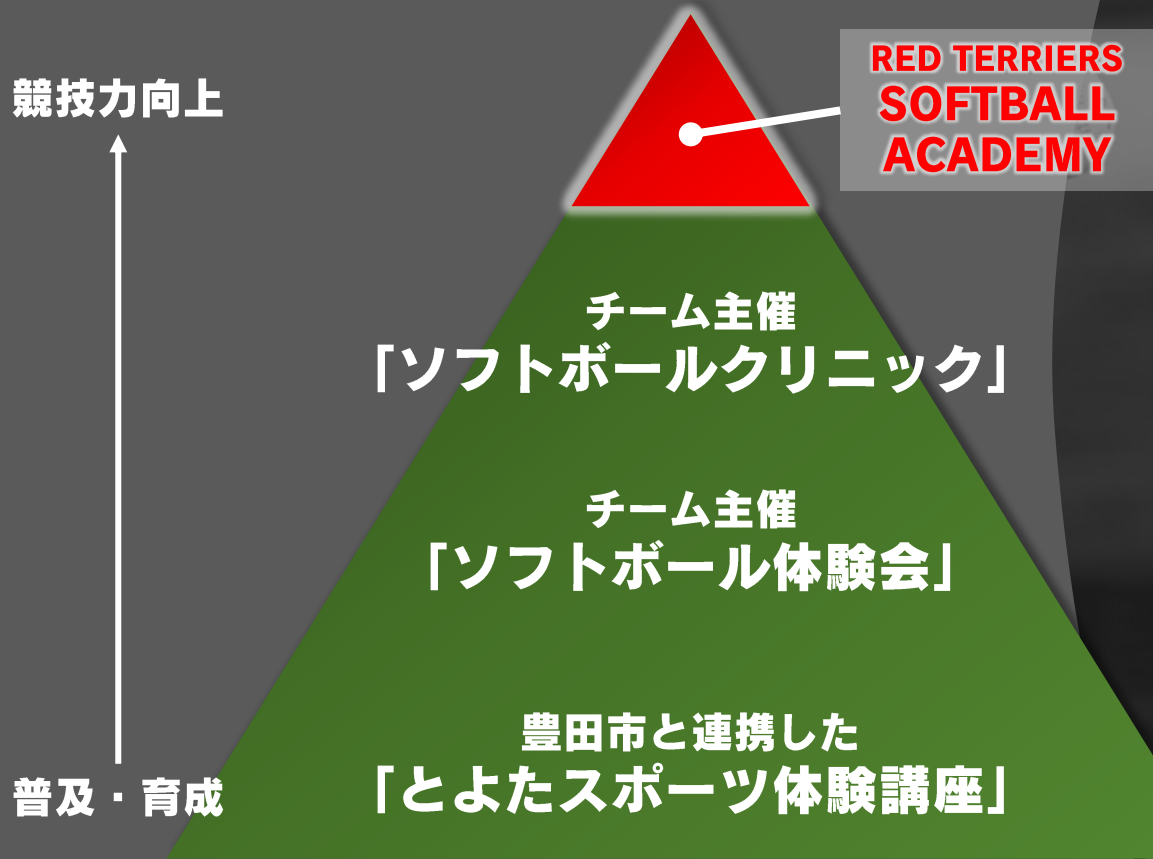 競技力向上
RED TERRIERS
SOFTBALL
ACADEMY
チーム主催
「ソフトボールクリニック」
チーム主催
「ソフトボール体験会」
豊田市と連携した
「とよたスポーツ体験講座」
普及・育成